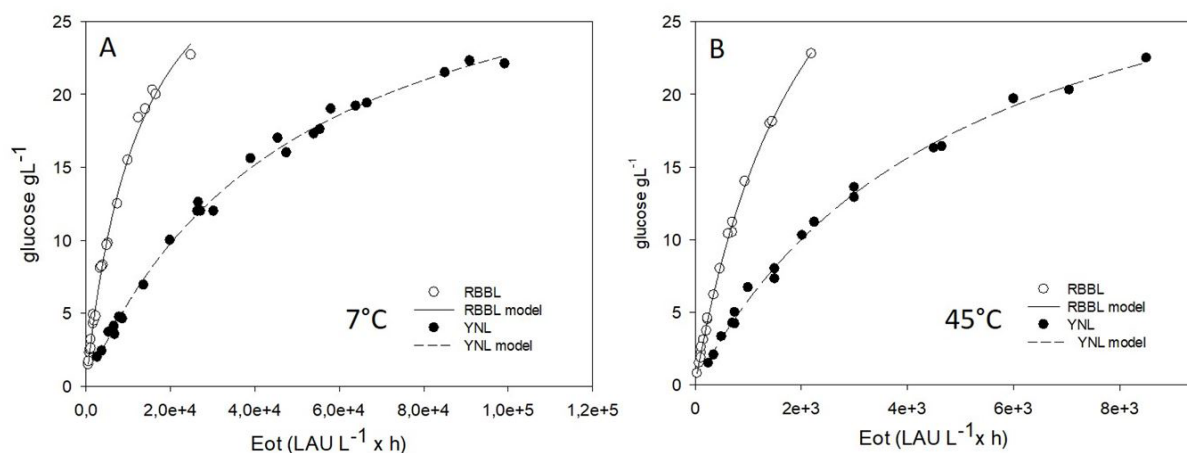 A
25
20
15
10
5
0
glucose gL⁻¹
RBBL
RBBL model
YNL
YNL model
7°C
0,0 2,0e+4 4,0e+4 6,0e+4 8,0e+4 1,0e+5 1,2e+5
Eot (LAU L⁻¹ x h)
B
25
20
15
10
5
0
glucose gL⁻¹
RBBL
RBBL model
YNL
YNL model
45°C
0 2e+3 4e+3 6e+3 8e+3
Eot (LAU L⁻¹ x h)